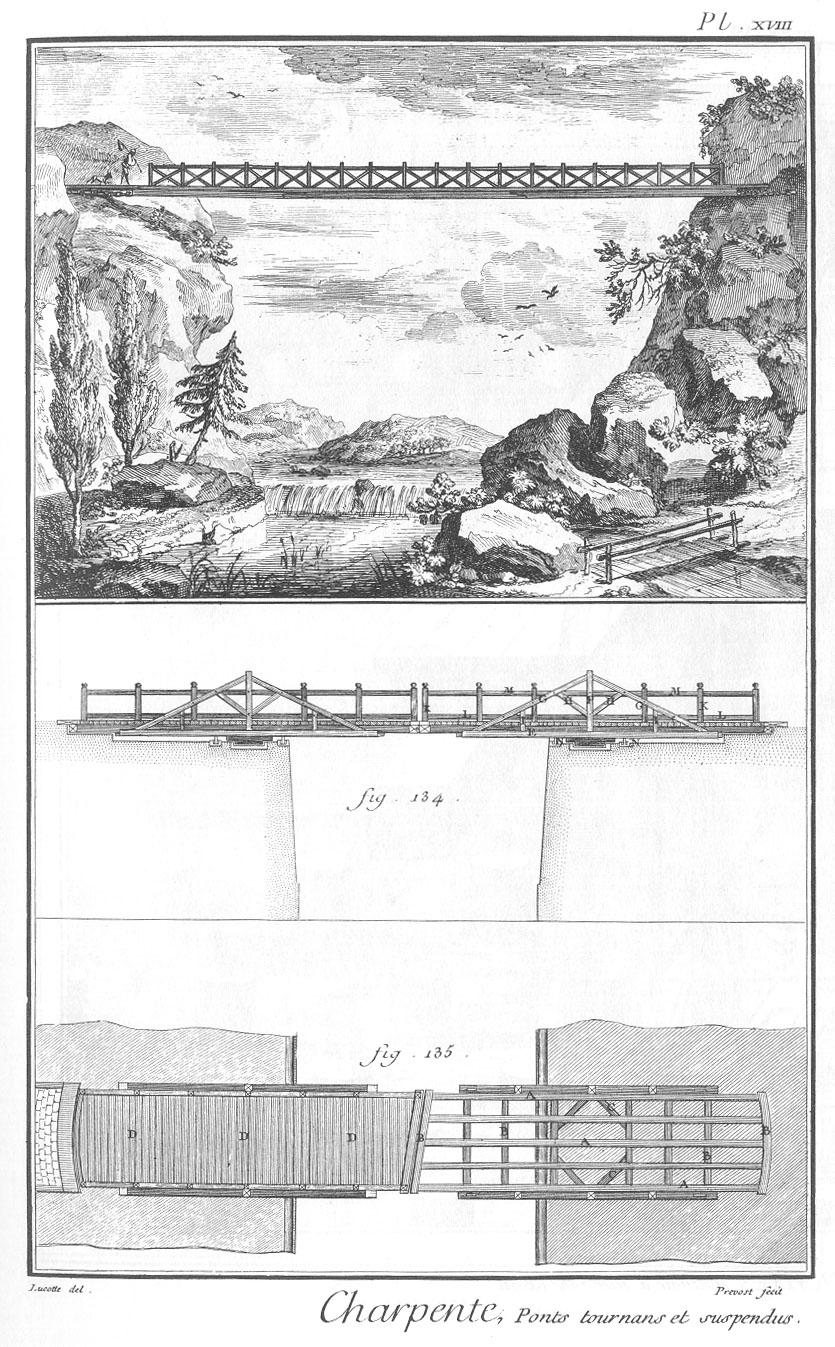 Pl. XVIII
M G H F H G M
K L L K
E N N
fig. 134.
fig. 135.
A G
D D D B B A B
B
G A
Lucotte del. Prevost fecit
Charpente, Ponts tournans et suspendus.